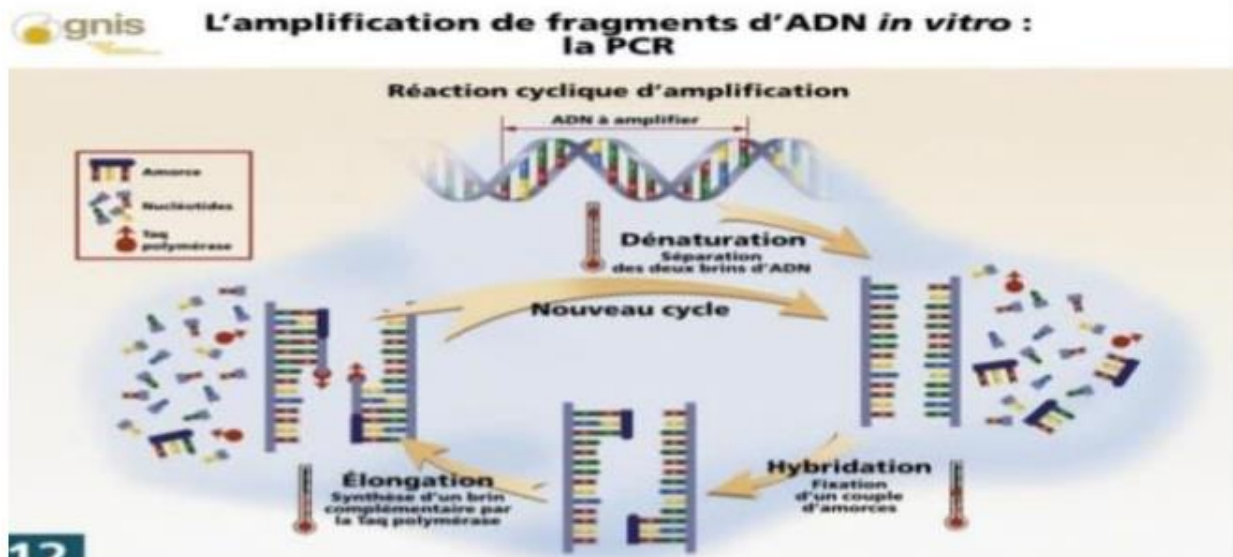 gnis
L'amplification de fragments d'ADN in vitro :
la PCR
Réaction cyclique d'amplification
ADN à amplifier
Amorce
Nucléotides
Taq
polymérase
Dénaturation
Séparation
des deux brins d'ADN
Nouveau cycle
Hybridation
Fixation
d'un couple
d'amorces
Élongation
Synthèse d'un brin
complémentaire par
la Taq polymérase